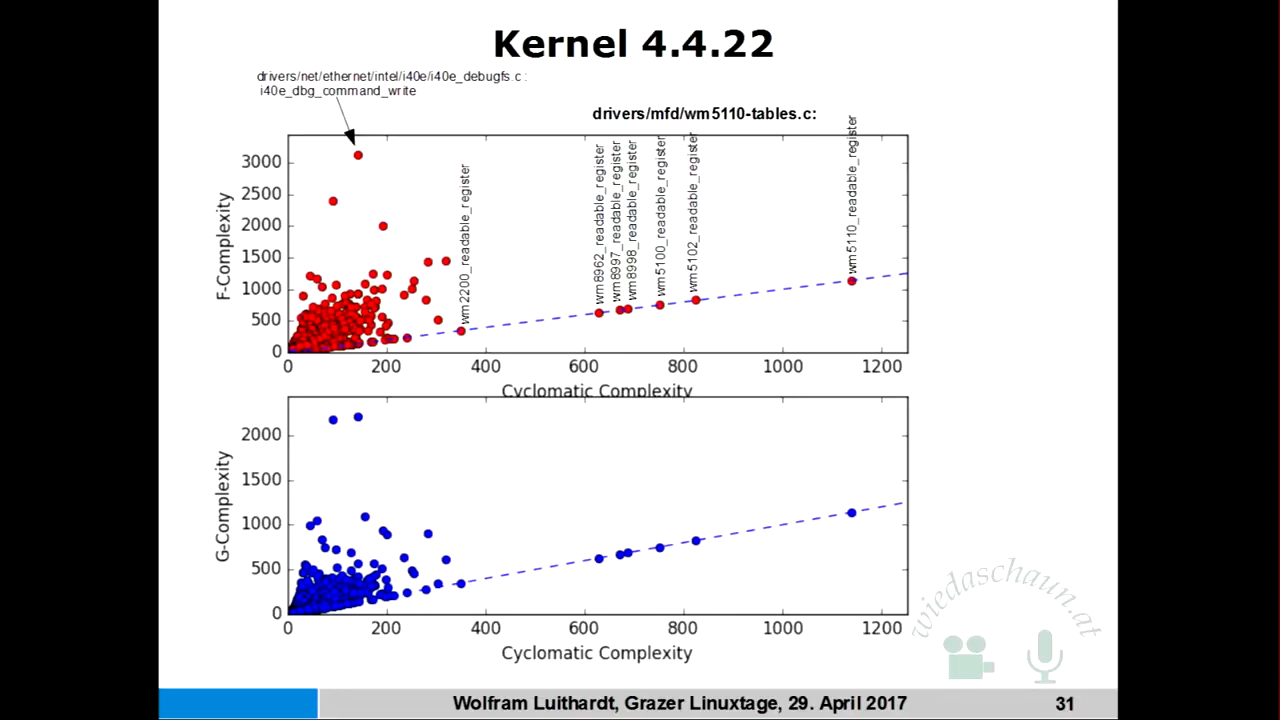 Kernel 4.4.22
drivers/net/ethernet/intel/i40e/i40e_debugfs.c:
i40e_dbg_command_write
drivers/mfd/wm5110-tables.c:
wm2200_readable_register
wm8962_readable_register
wm8997_readable_register
wm8998_readable_register
wm5100_readable_register
wm5102_readable_register
wm5110_readable_register
F-Complexity
3000
2500
2000
1500
1000
500
0
0 200 400 600 800 1000 1200
Cyclomatic Complexity
G-Complexity
2000
1500
1000
500
0
0 200 400 600 800 1000 1200
Cyclomatic Complexity
wiedaschaun.at
Wolfram Luithardt, Grazer Linuxtage, 29. April 2017
31